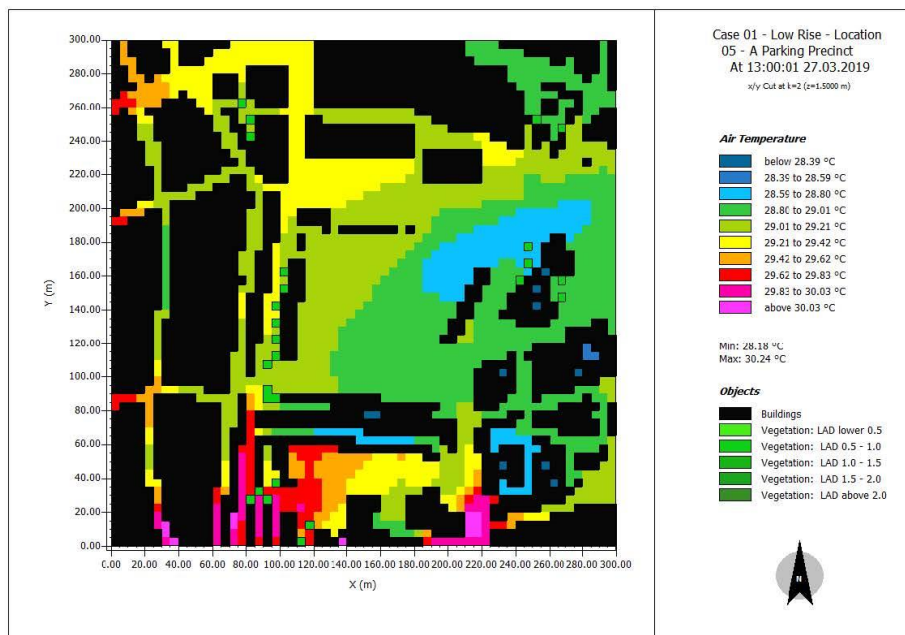 Case 01 - Low Rise - Location
05 - A Parking Precinct
At 13:00:01 27.03.2019
x/y Cut at k=2 (z=1.5000 m)
Air Temperature
below 28.39 °C
28.39 to 28.59 °C
28.59 to 28.80 °C
28.80 to 29.01 °C
29.01 to 29.21 °C
29.21 to 29.42 °C
29.42 to 29.62 °C
29.62 to 29.83 °C
29.83 to 30.03 °C
above 30.03 °C
Min: 28.18 °C
Max: 30.24 °C
Objects
Buildings
Vegetation: LAD lower 0.5
Vegetation: LAD 0.5 - 1.0
Vegetation: LAD 1.0 - 1.5
Vegetation: LAD 1.5 - 2.0
Vegetation: LAD above 2.0
N
300.00
280.00
260.00
240.00
220.00
200.00
180.00
160.00
140.00
120.00
100.00
80.00
60.00
40.00
20.00
0.00
Y (m)
0.00 20.00 40.00 60.00 80.00 100.00 120.00 140.00 160.00 180.00 200.00 220.00 240.00 260.00 280.00 300.00
X (m)